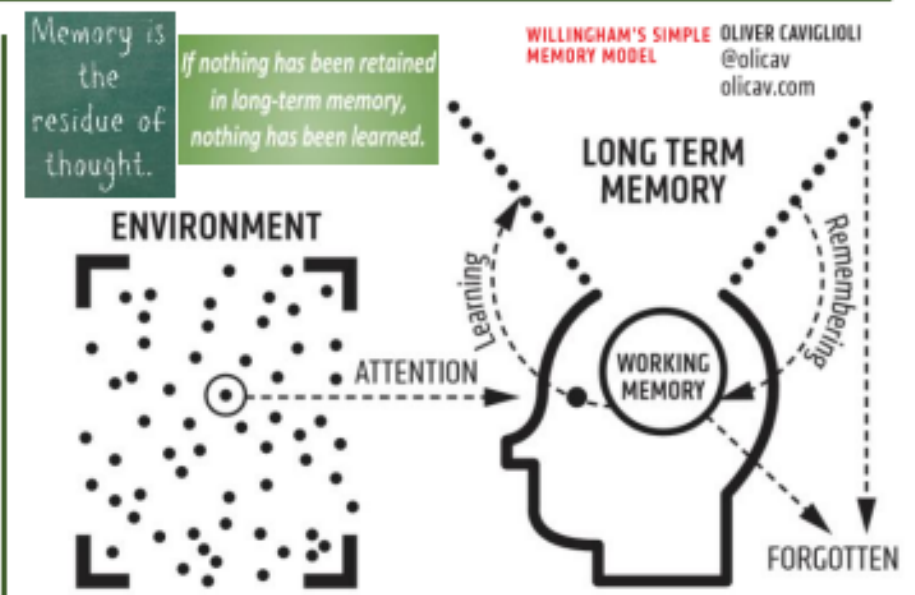 Memory is
the
residue of
thought.
If nothing has been retained
in long-term memory,
nothing has been learned.
WILLINGHAM'S SIMPLE
MEMORY MODEL
OLIVER CAVIGLIOLI
@olicav
olicav.com
LONG TERM
MEMORY
ENVIRONMENT
Learning
Remembering
ATTENTION
WORKING
MEMORY
FORGOTTEN